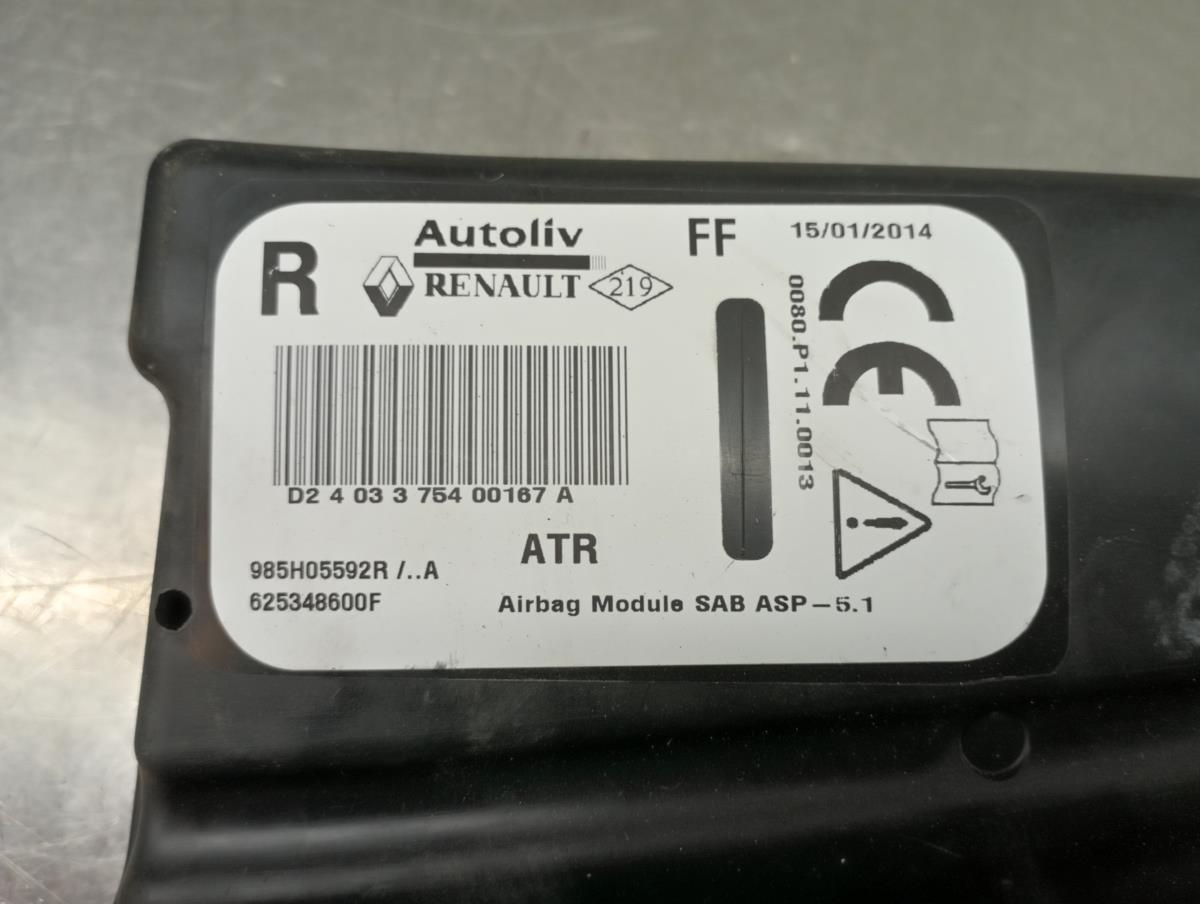 R
Autoliv
RENAULT
219
FF
15/01/2014
CE
0080.P1.11.0013
D2 4 03 3 754 00167 A
ATR
985H05592R /..A
625348600F
Airbag Module SAB ASP-5.1